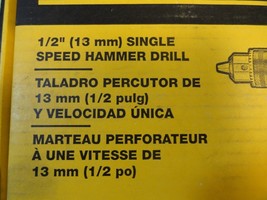 1/2" (13 mm) SINGLE
SPEED HAMMER DRILL
TALADRO PERCUTOR DE
13 mm (1/2 pulg)
Y VELOCIDAD ÚNICA
MARTEAU PERFORATEUR
À UNE VITESSE DE
13 mm (1/2 po)